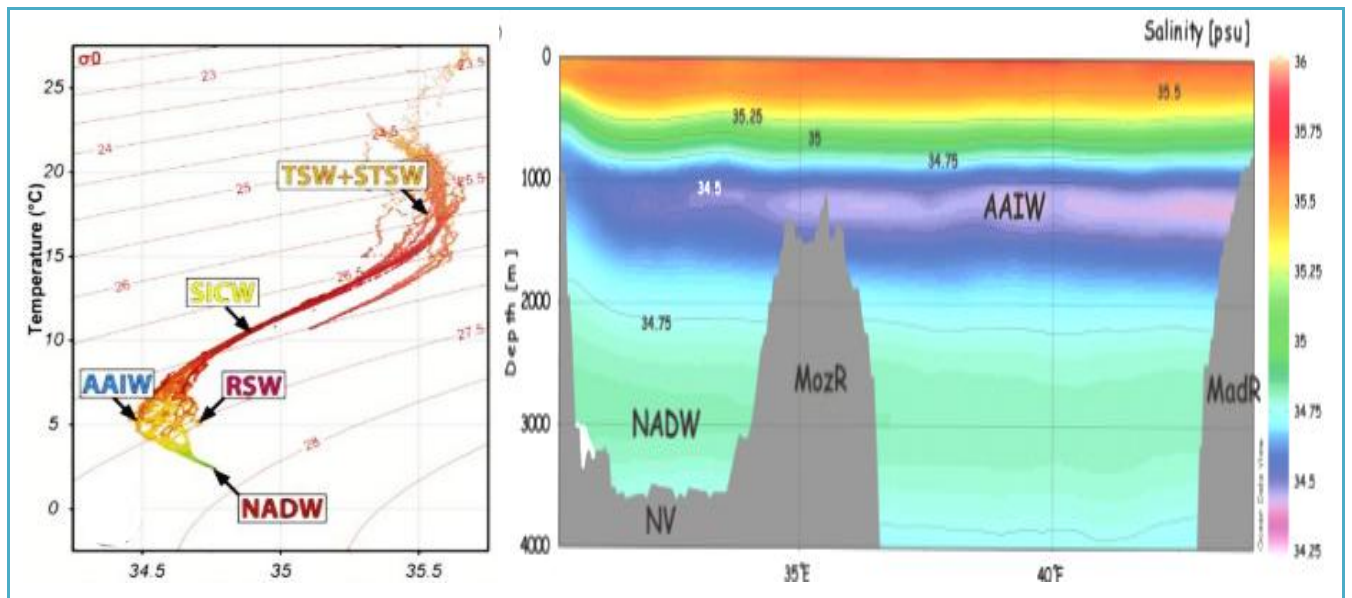 σ0
23
23.5
24
23.5
25
25.5
26
26.5
27.5
28
TSW+STSW
SICW
AAIW
RSW
NADW
Temperature (°C)
25
20
15
10
5
0
34.5
35
35.5
Salinity [psu]
0
1000
2000
3000
4000
Depth [m]
35.5
35.25
35
34.75
34.5
AAIW
34.75
MozR
MadR
NADW
NV
35°E
40°E
36
35.75
35.5
35.25
35
34.75
34.5
34.25
Ocean Data View